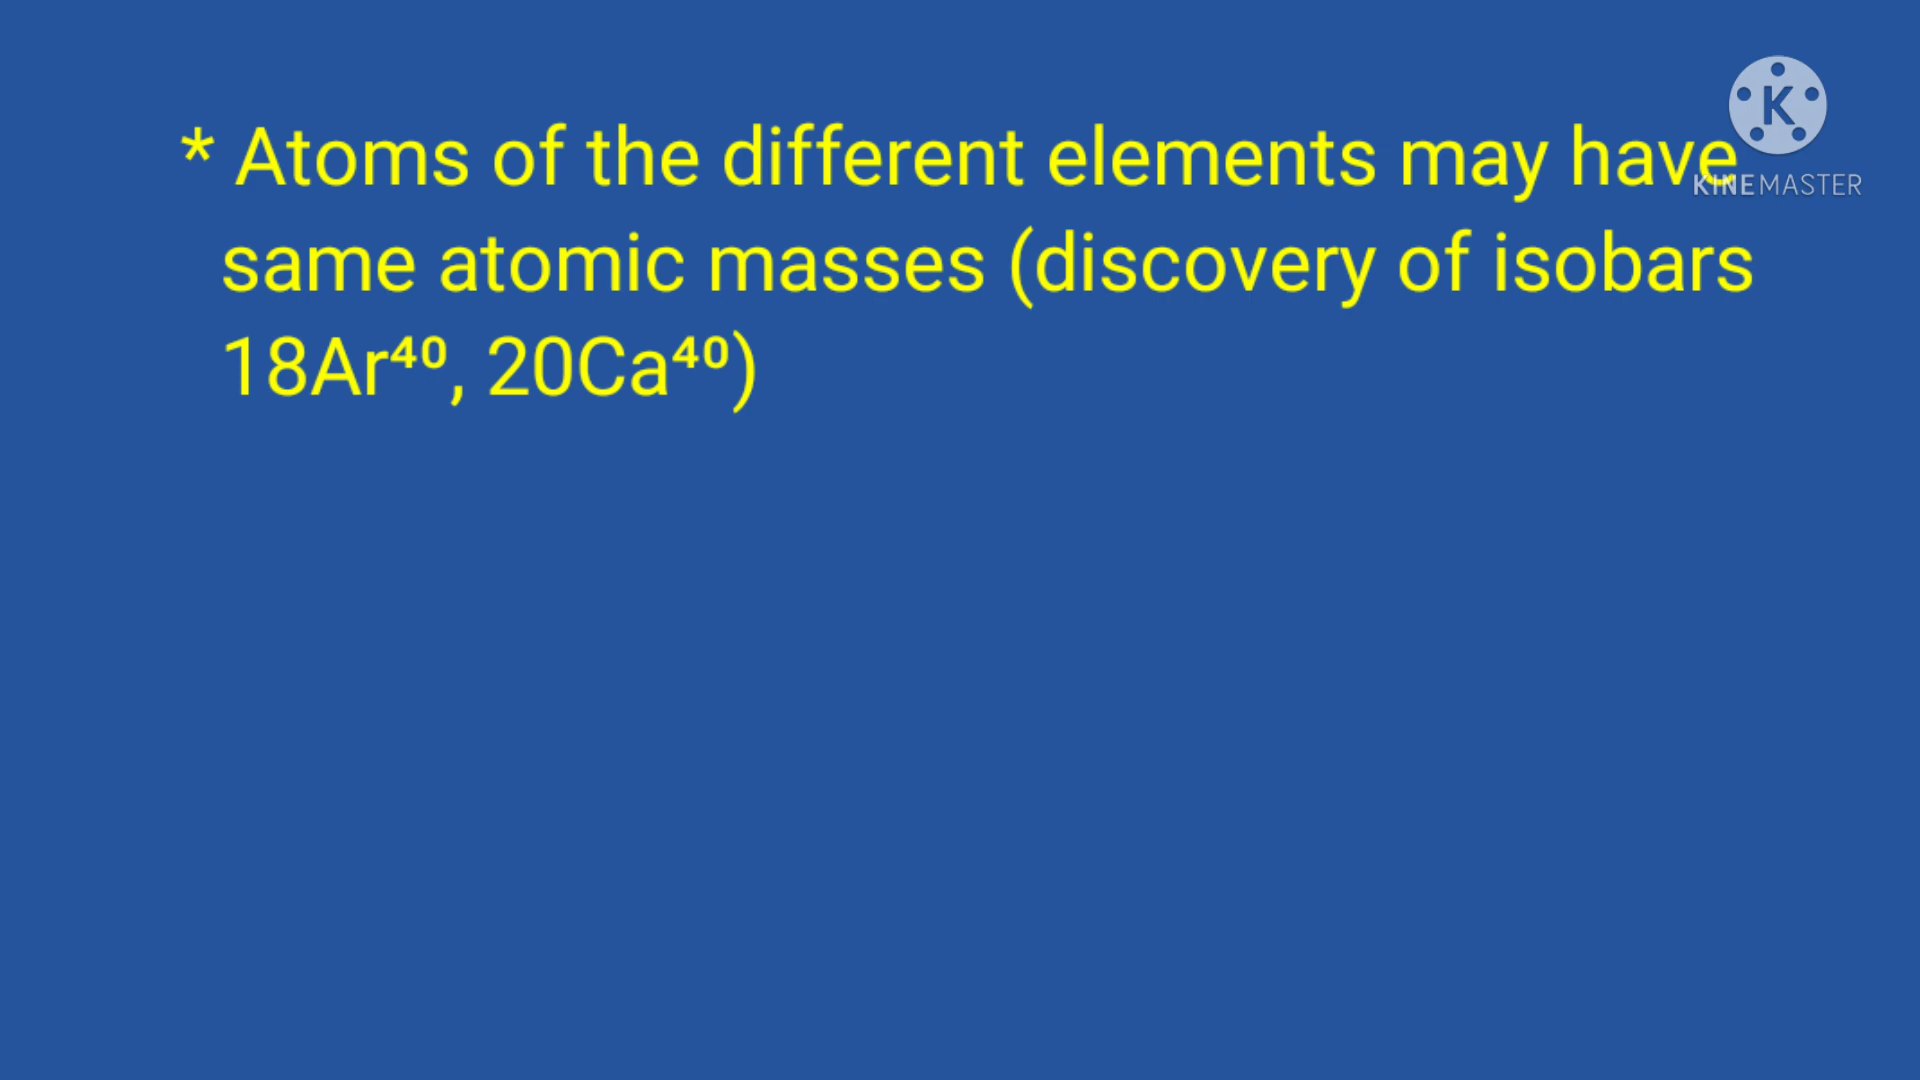 * Atoms of the different elements may have
same atomic masses (discovery of isobars
18Ar⁴⁰, 20Ca⁴⁰)
K
KINEMASTER